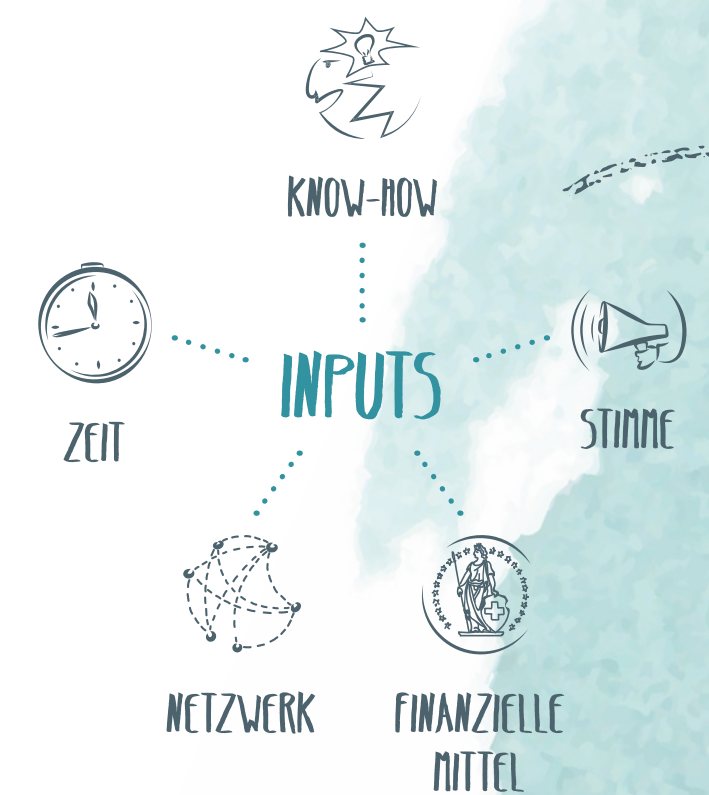 KNOW-HOW
INPUTS
ZEIT
STIMME
NETZWERK
FINANZIELLE
MITTEL